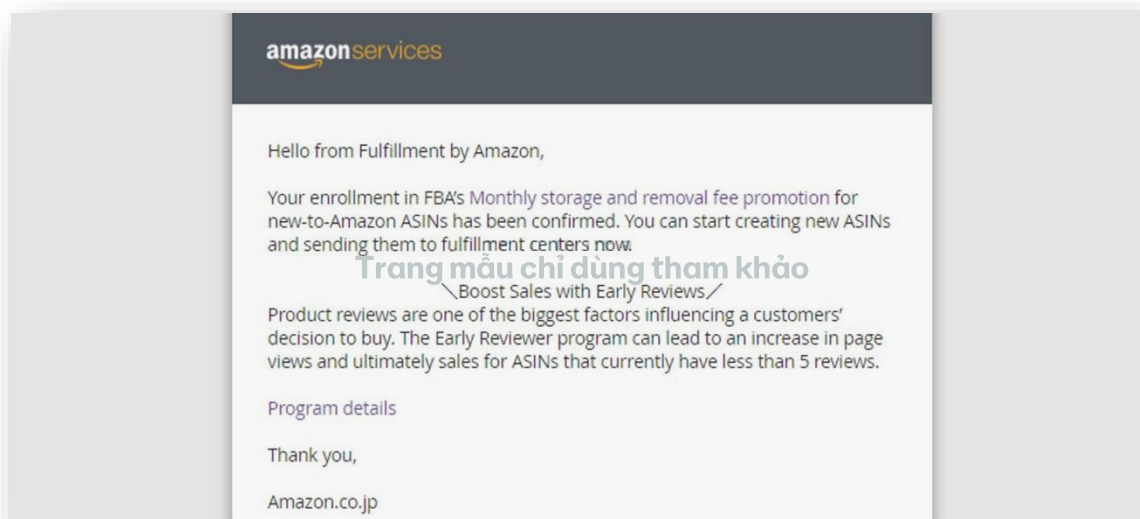 amazonservices
Hello from Fulfillment by Amazon,
Your enrollment in FBA's Monthly storage and removal fee promotion for
new-to-Amazon ASINs has been confirmed. You can start creating new ASINs
and sending them to fulfillment centers now.
Trang mẫu chỉ dùng tham khảo
＼Boost Sales with Early Reviews／
Product reviews are one of the biggest factors influencing a customers'
decision to buy. The Early Reviewer program can lead to an increase in page
views and ultimately sales for ASINs that currently have less than 5 reviews.
Program details
Thank you,
Amazon.co.jp